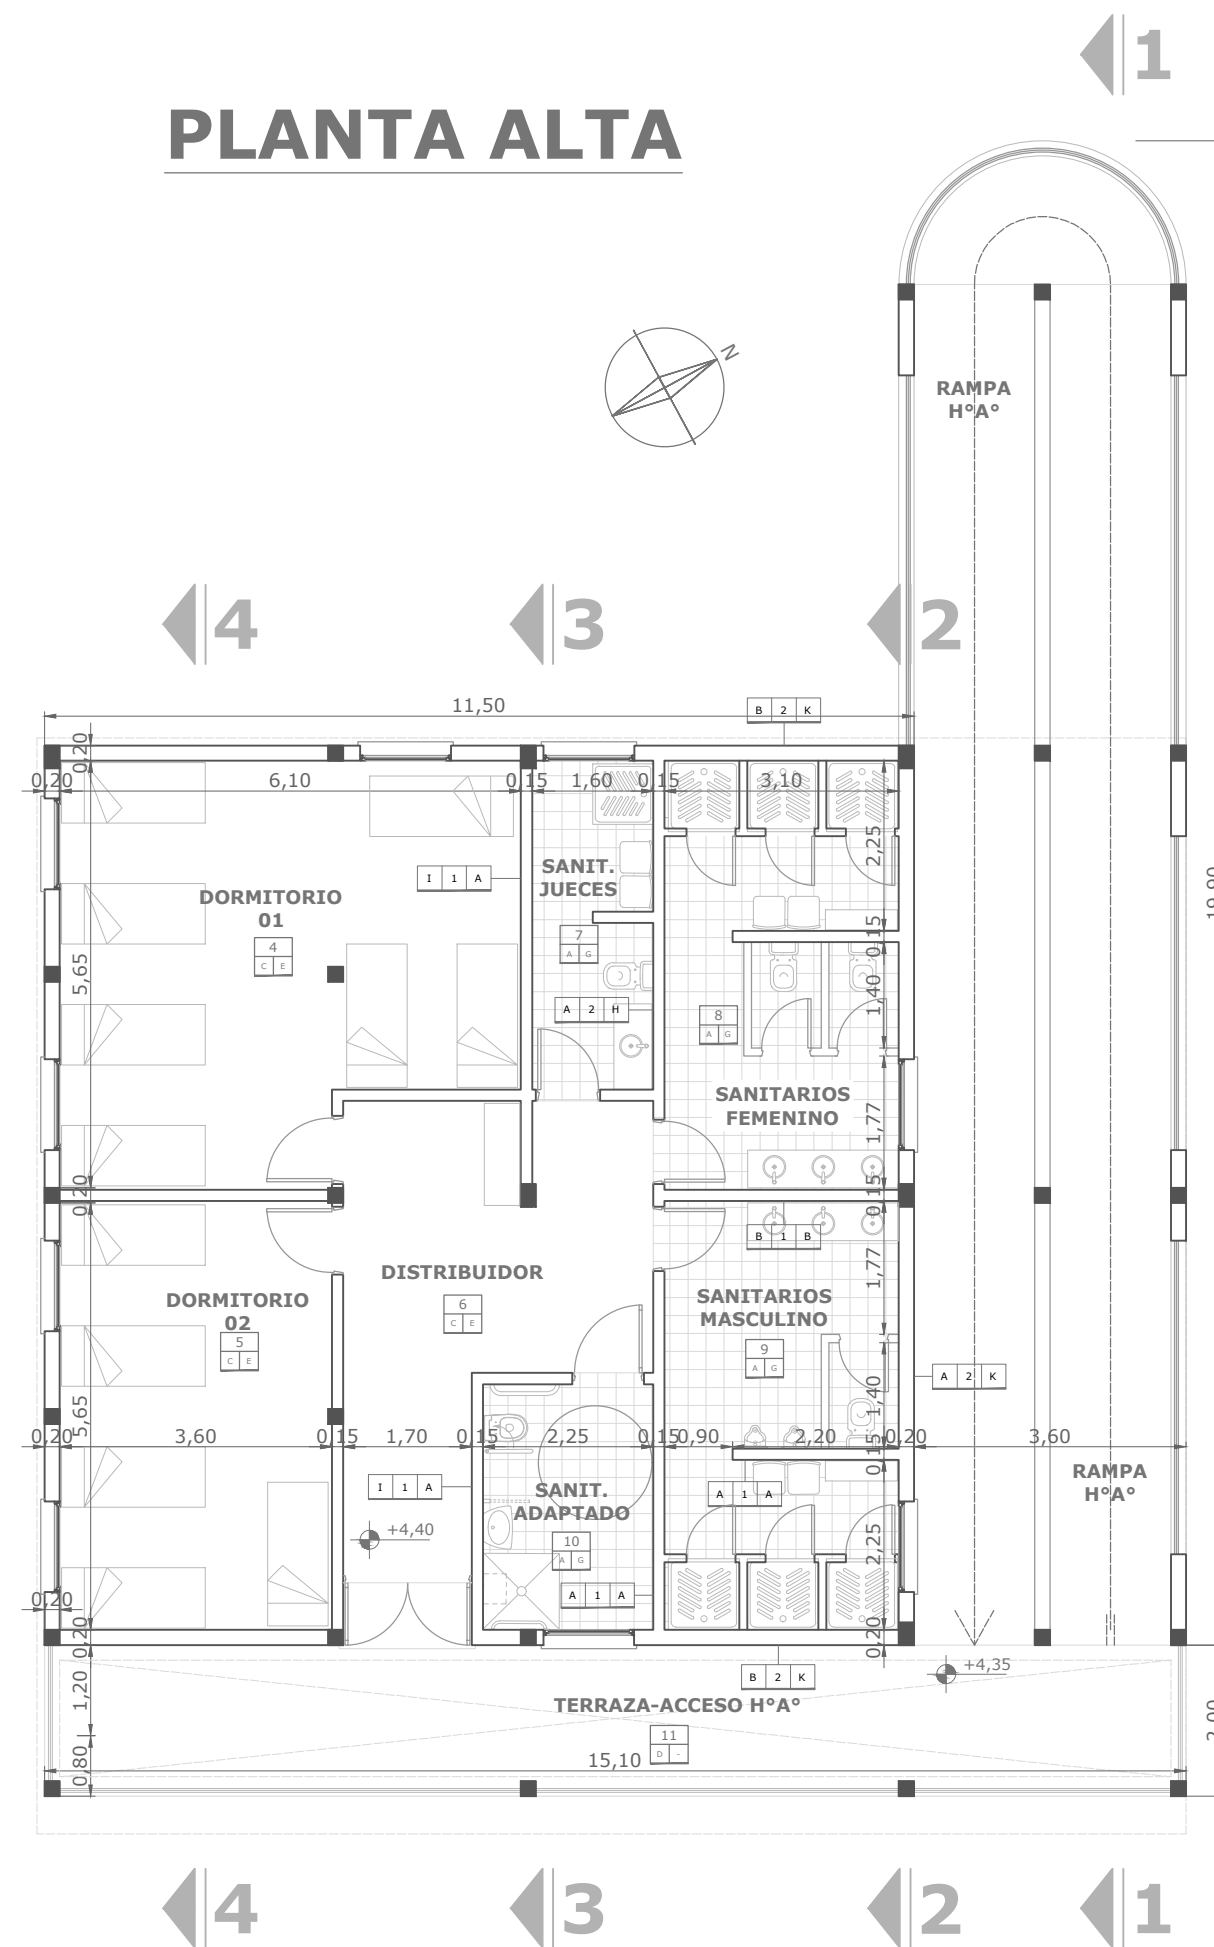 1
PLANTA ALTA
N
RAMPA
H°A°
4
3
2
11,50
B 2 K
0,20
0,20
6,10
0,15
1,60
0,15
3,10
2,25
SANIT.
JUECES
I 1 A
DORMITORIO
01
4
C E
7
A G
0,15
5,65
1,40
A 2 H
8
A G
SANITARIOS
FEMENINO
1,77
0,20
0,15
B 1 B
1,77
DISTRIBUIDOR
6
C E
DORMITORIO
02
5
C E
SANITARIOS
MASCULINO
9
A G
A 2 K
1,40
5,65
0,20
3,60
0,15
1,70
0,15
2,25
0,15
0,90
2,20
0,20
3,60
0,15
RAMPA
H°A°
I 1 A
SANIT.
ADAPTADO
A 1 A
+4,40
10
A G
2,25
A 1 A
0,20
0,20
0,20
+4,35
B 2 K
1,20
TERRAZA-ACCESO H°A°
11
D -
0,80
15,10
19,90
4
3
2
1